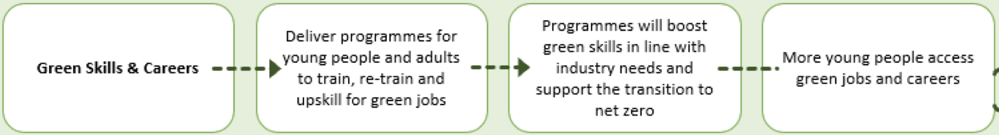 Green Skills & Careers
Deliver programmes for
young people and adults
to train, re-train and
upskill for green jobs
Programmes will boost
green skills in line with
industry needs and
support the transition to
net zero
More young people access
green jobs and careers